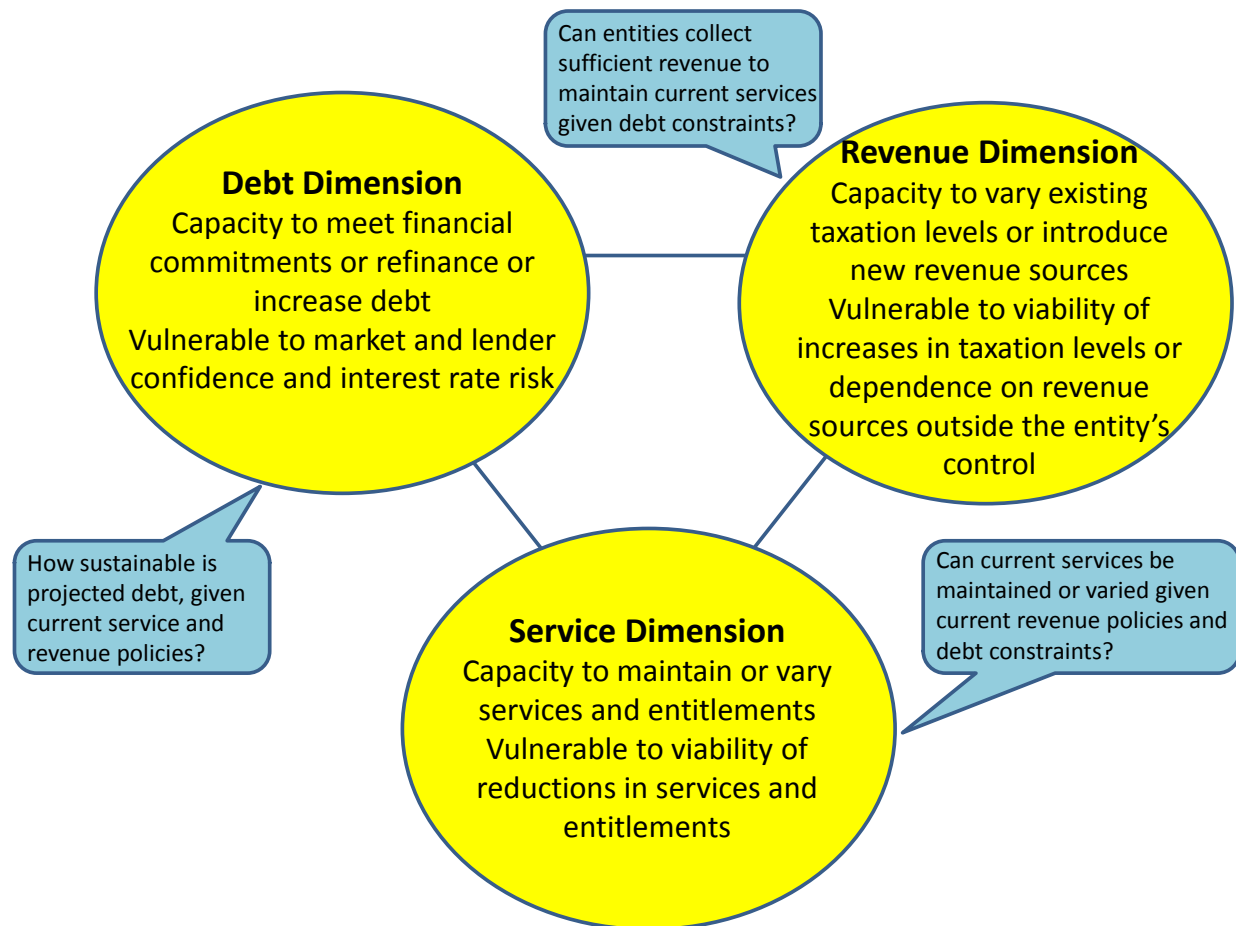 Can entities collect
sufficient revenue to
maintain current services
given debt constraints?
Debt Dimension
Capacity to meet financial
commitments or refinance or
increase debt
Vulnerable to market and lender
confidence and interest rate risk
Revenue Dimension
Capacity to vary existing
taxation levels or introduce
new revenue sources
Vulnerable to viability of
increases in taxation levels or
dependence on revenue
sources outside the entity’s
control
How sustainable is
projected debt, given
current service and
revenue policies?
Service Dimension
Capacity to maintain or vary
services and entitlements
Vulnerable to viability of
reductions in services and
entitlements
Can current services be
maintained or varied given
current revenue policies and
debt constraints?